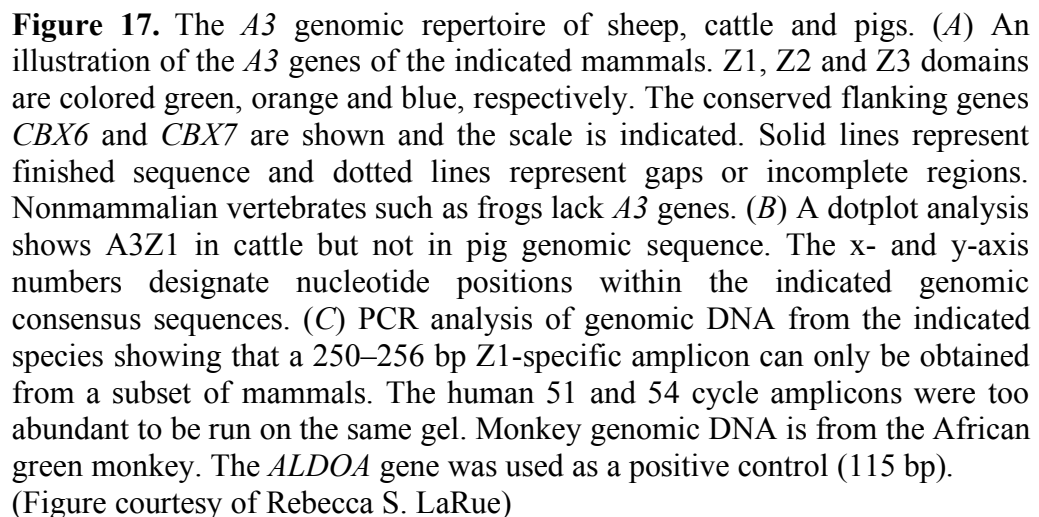 Figure 17. The A3 genomic repertoire of sheep, cattle and pigs. (A) An
illustration of the A3 genes of the indicated mammals. Z1, Z2 and Z3 domains
are colored green, orange and blue, respectively. The conserved flanking genes
CBX6 and CBX7 are shown and the scale is indicated. Solid lines represent
finished sequence and dotted lines represent gaps or incomplete regions.
Nonmammalian vertebrates such as frogs lack A3 genes. (B) A dotplot analysis
shows A3Z1 in cattle but not in pig genomic sequence. The x- and y-axis
numbers designate nucleotide positions within the indicated genomic
consensus sequences. (C) PCR analysis of genomic DNA from the indicated
species showing that a 250–256 bp Z1-specific amplicon can only be obtained
from a subset of mammals. The human 51 and 54 cycle amplicons were too
abundant to be run on the same gel. Monkey genomic DNA is from the African
green monkey. The ALDOA gene was used as a positive control (115 bp).
(Figure courtesy of Rebecca S. LaRue)